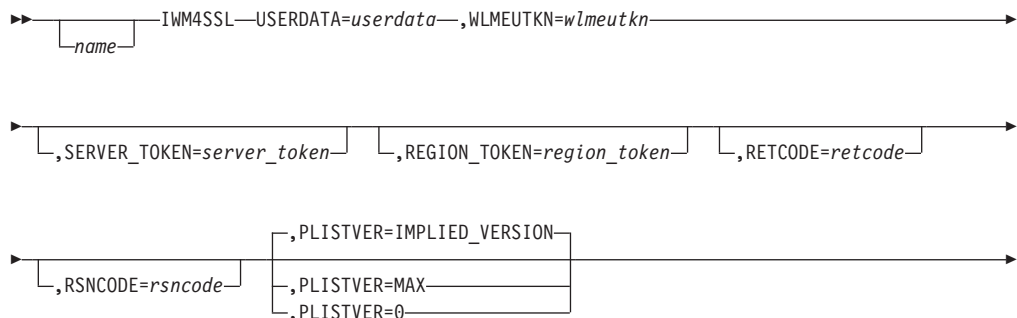 IWM4SSL USERDATA=userdata ,WLMEUTKN=wlmeutkn
name
,SERVER_TOKEN=server_token ,REGION_TOKEN=region_token ,RETCODE=retcode
,PLISTVER=IMPLIED_VERSION
,RSNCODE=rsncode ,PLISTVER=MAX
,PLISTVER=0